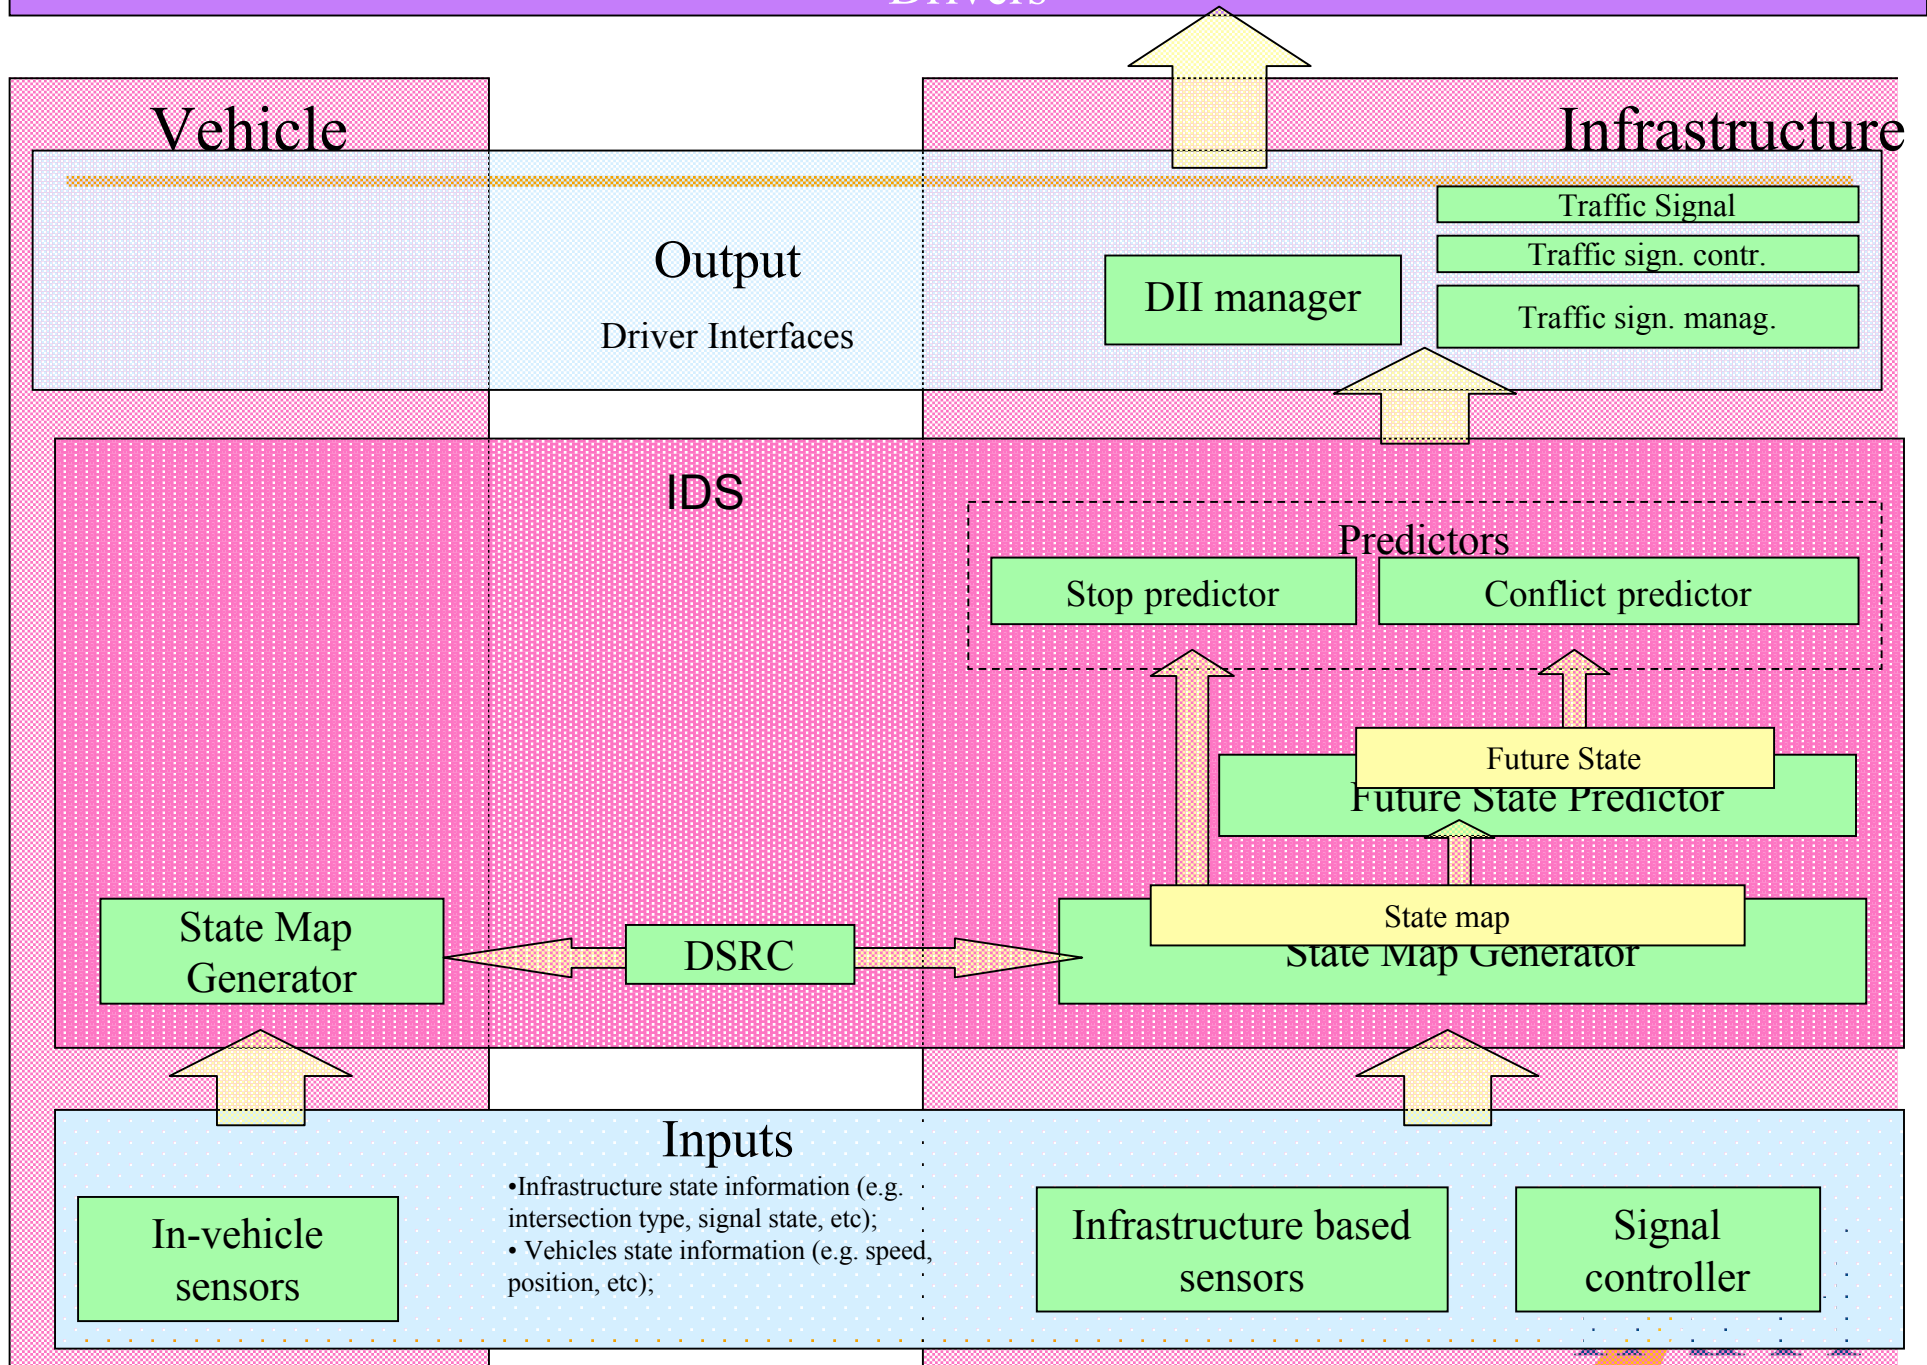 Drivers
Vehicle
Infrastructure
Output
Driver Interfaces
DII manager
Traffic Signal
Traffic sign. contr.
Traffic sign. manag.
IDS
Predictors
Stop predictor
Conflict predictor
Future State
Future State Predictor
State map
State Map Generator
State Map
Generator
DSRC
Inputs
•Infrastructure state information (e.g.
intersection type, signal state, etc);
• Vehicles state information (e.g. speed,
position, etc);
In-vehicle
sensors
Infrastructure based
sensors
Signal
controller